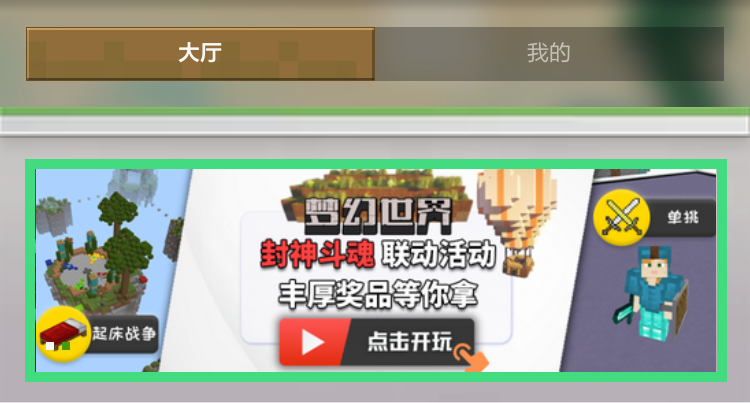 大厅
我的
梦幻世界
封神斗魂 联动活动
丰厚奖品等你拿
点击开玩
起床战争
单挑